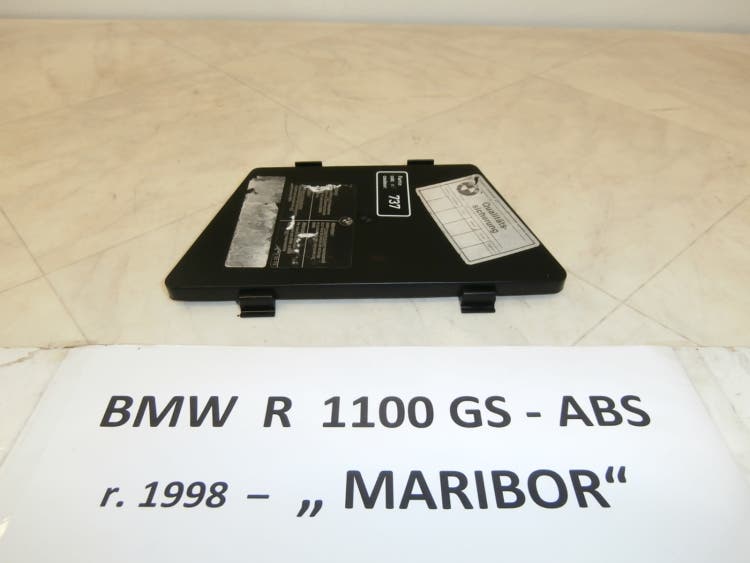 737
Qualitäts-
sicherung
BMW R 1100 GS - ABS
r. 1998 – „ MARIBOR“